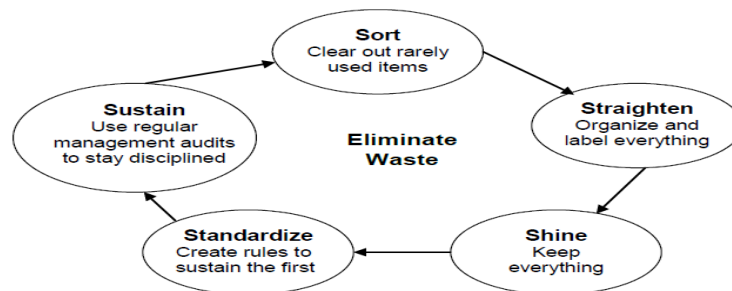 Sort
Clear out rarely
used items
Straighten
Organize and
label everything
Shine
Keep
everything
Standardize
Create rules to
sustain the first
Sustain
Use regular
management audits
to stay disciplined
Eliminate
Waste